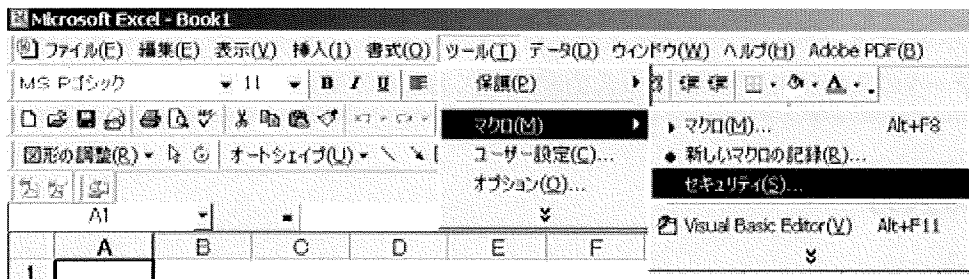 Microsoft Excel - Book1
ファイル(F) 編集(E) 表示(V) 挿入(I) 書式(O) ツール(T) データ(D) ウィンドウ(W) ヘルプ(H) Adobe PDF(B)
MS Pゴシック 11 B I U 保護(P)
マクロ(M) マクロ(M)... Alt+F8
図形の調整(R) オートシェイプ(U) ユーザー設定(C)... 新しいマクロの記録(R)...
オプション(O)... セキュリティ(S)...
A1 = Visual Basic Editor(V) Alt+F11
A B C D E F
1